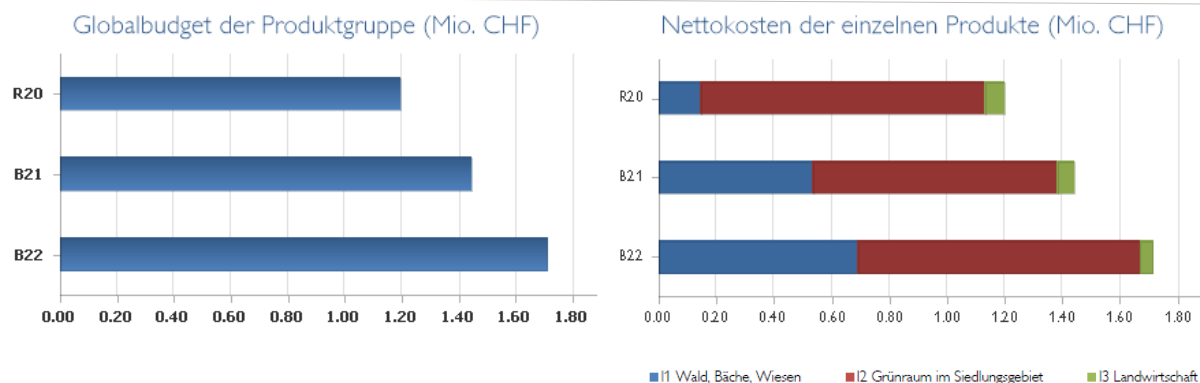 Globalbudget der Produktgruppe (Mio. CHF)
R20
B21
B22
0.00 0.20 0.40 0.60 0.80 1.00 1.20 1.40 1.60 1.80
Nettokosten der einzelnen Produkte (Mio. CHF)
R20
B21
B22
0.00 0.20 0.40 0.60 0.80 1.00 1.20 1.40 1.60 1.80
I1 Wald, Bäche, Wiesen I2 Grünraum im Siedlungsgebiet I3 Landwirtschaft